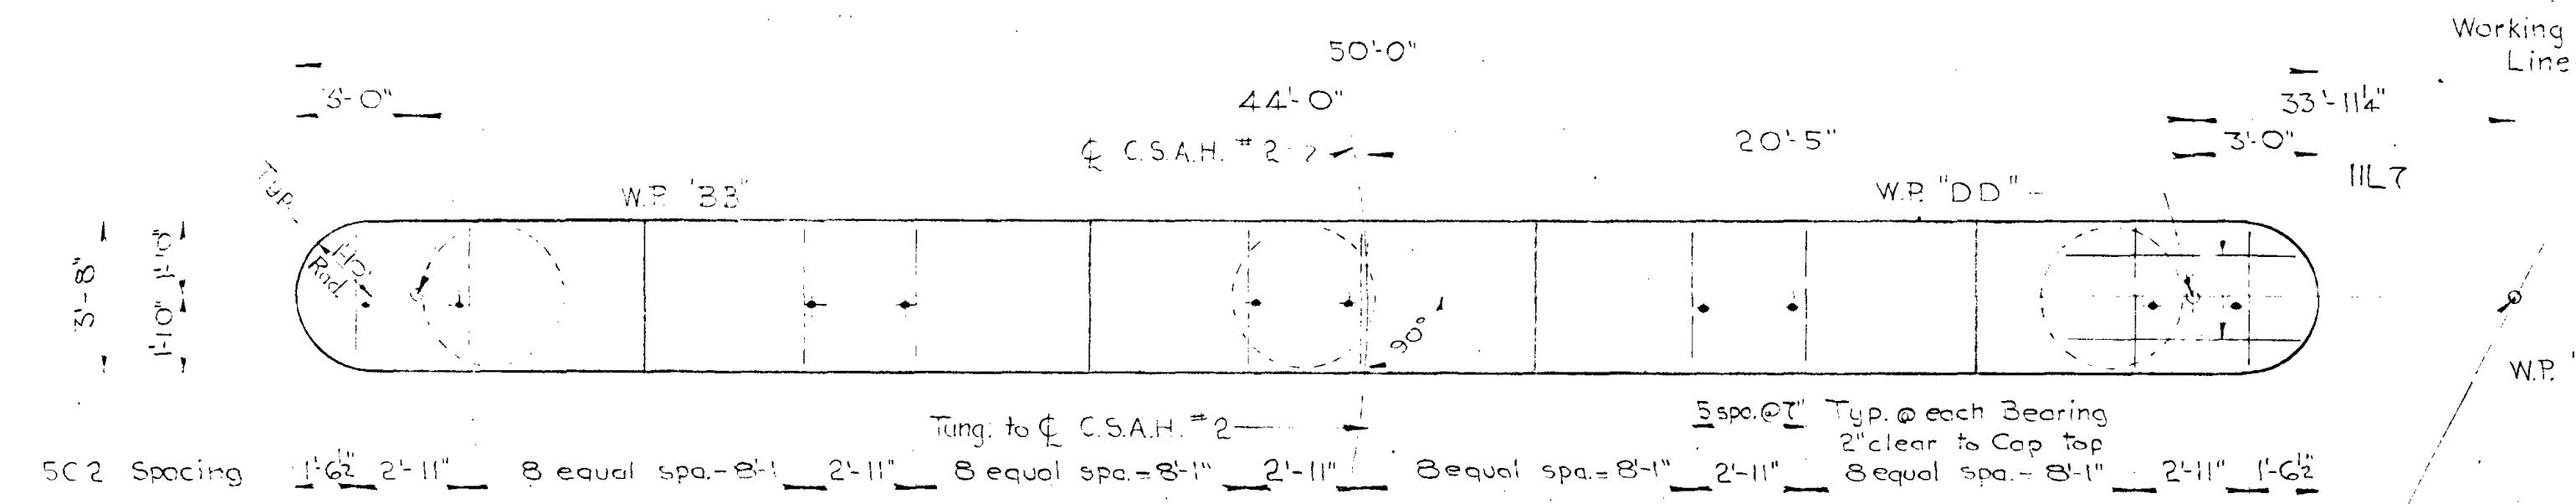 Working
Line
50'-0"
3'-0"
44'-0"
33'-11¼"
℄ C.S.A.H. #2
20'-5"
3'-0"
Typ.
W.P. "BB"
W.P. "DD"
11L7
3'-8"
1'-10"
1'-10"
Rad.
90°
W.P.
Tung. to ℄ C.S.A.H. #2
5 spa. @ 7" Typ. @ each Bearing
2" clear to Cap top
5C2 Spacing 1'-6½" 2'-11" 8 equal spa.-8'-1 2'-11" 8 equal spa.=8'-1" 2'-11" 8 equal spa.=8'-1" 2'-11" 8 equal spa.-8'-1" 2'-11" 1'-6½"